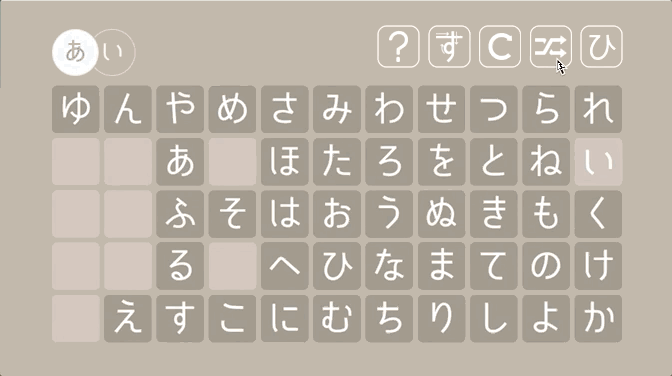 あ い ? ず C ひ
ゆ ん や め さ み わ せ つ ら れ
あ ほ た ろ を と ね い
ふ そ は お う ぬ き も く
る へ ひ な ま て の け
え す こ に む ち り し よ か